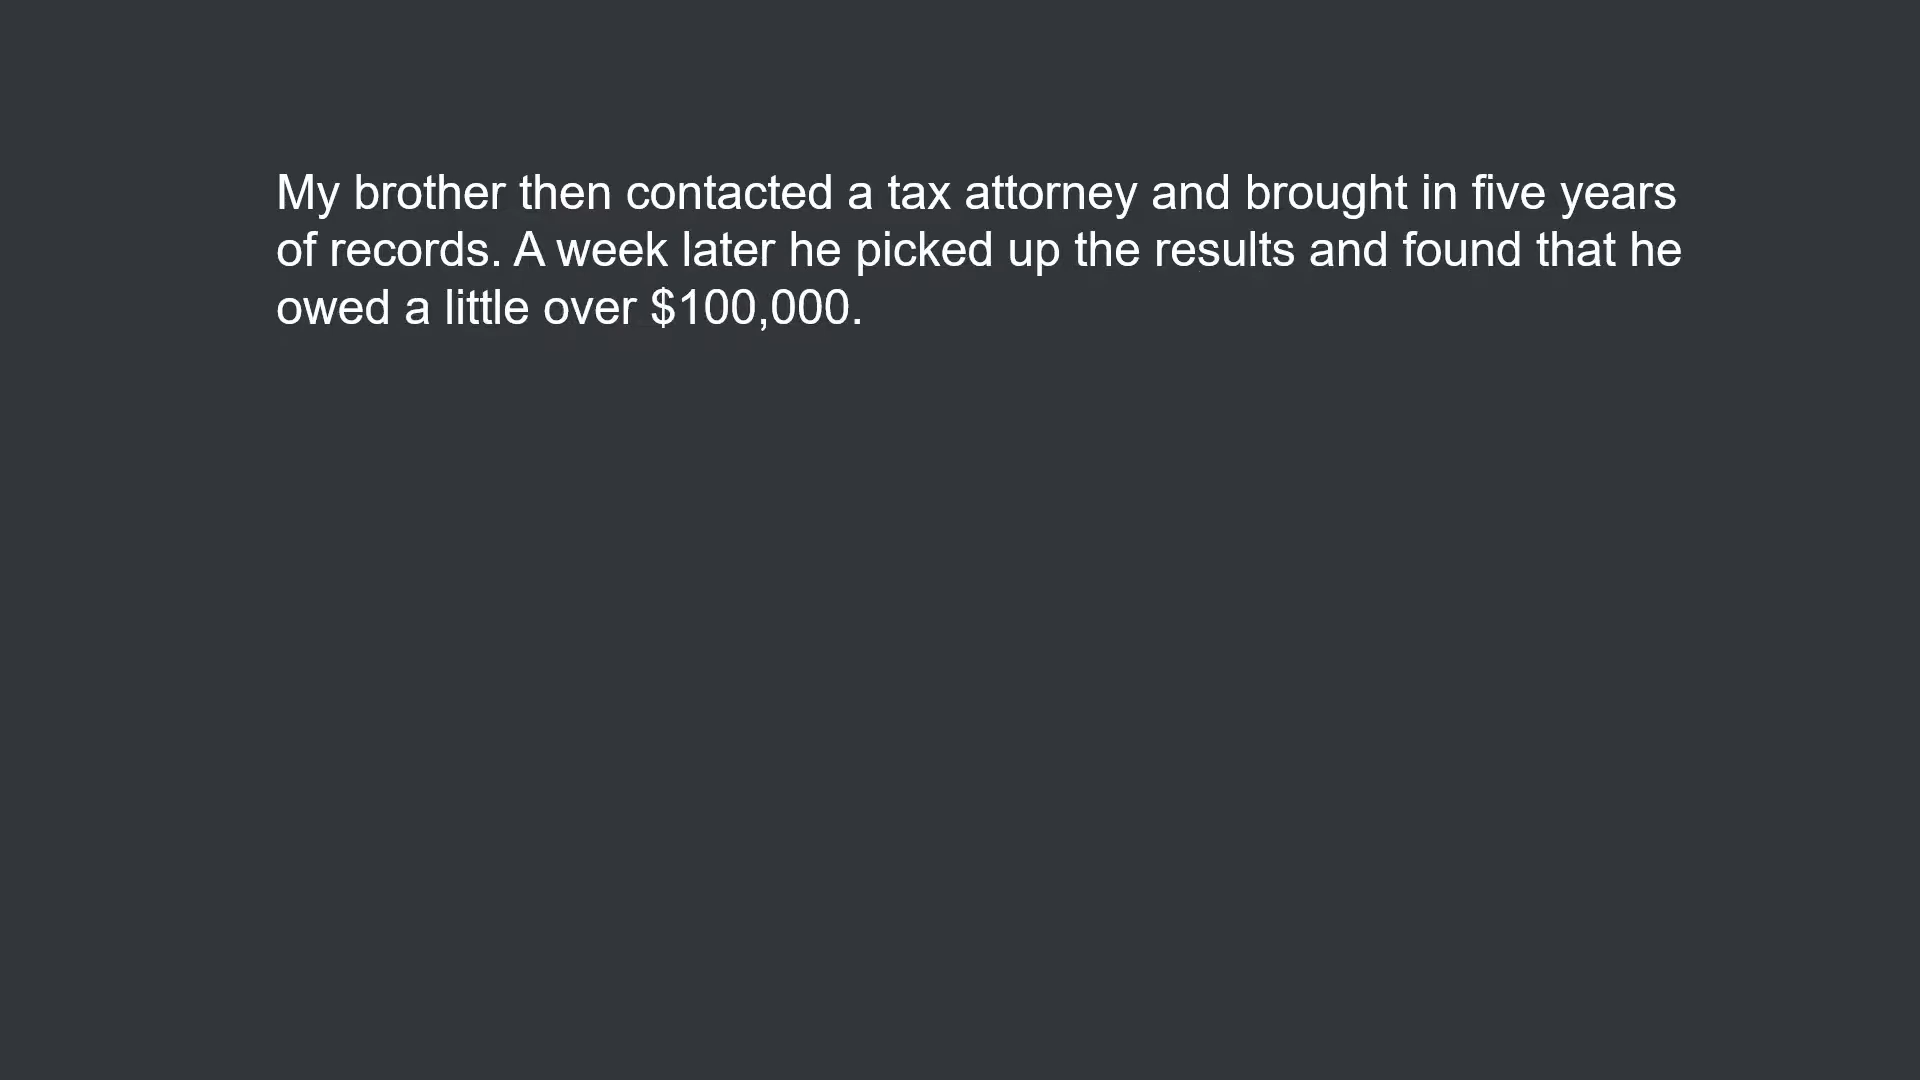 My brother then contacted a tax attorney and brought in five years
of records. A week later he picked up the results and found that he
owed a little over $100,000.